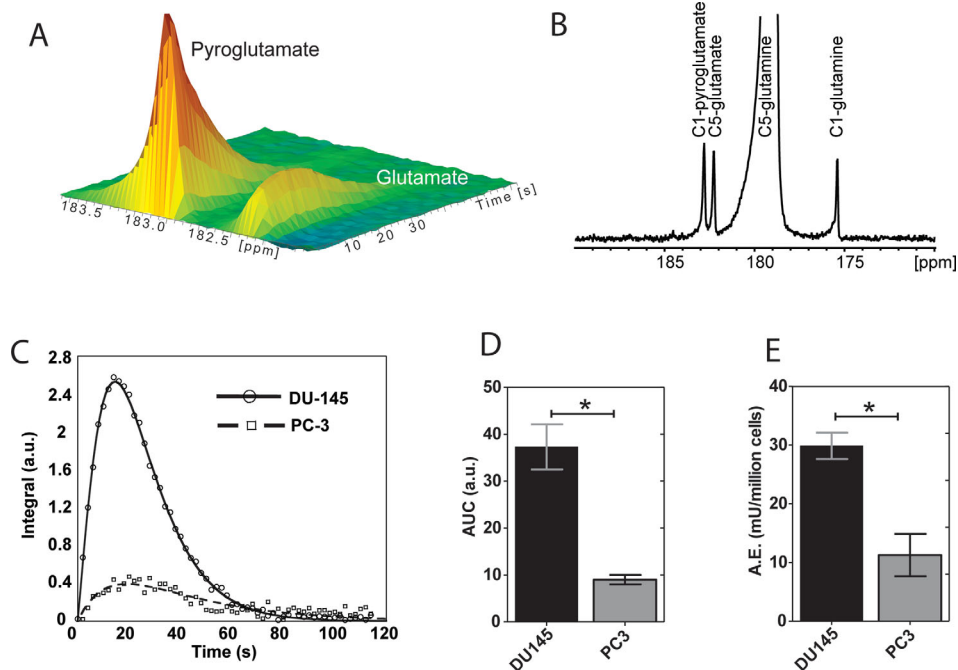 A
Pyroglutamate
Glutamate
183.5
183.0
182.5
[ppm]
10
20
30
Time [s]
B
C1-pyroglutamate
C5-glutamate
C5-glutamine
C1-glutamine
185
180
175
[ppm]
C
Integral (a.u.)
2.8
2.4
2
1.6
1.2
0.8
0.4
0
DU-145
PC-3
0
20
40
60
80
100
120
Time (s)
D
AUC (a.u.)
50
40
30
20
10
0
*
DU145
PC3
E
A.E. (mU/million cells)
40
30
20
10
0
*
DU145
PC3